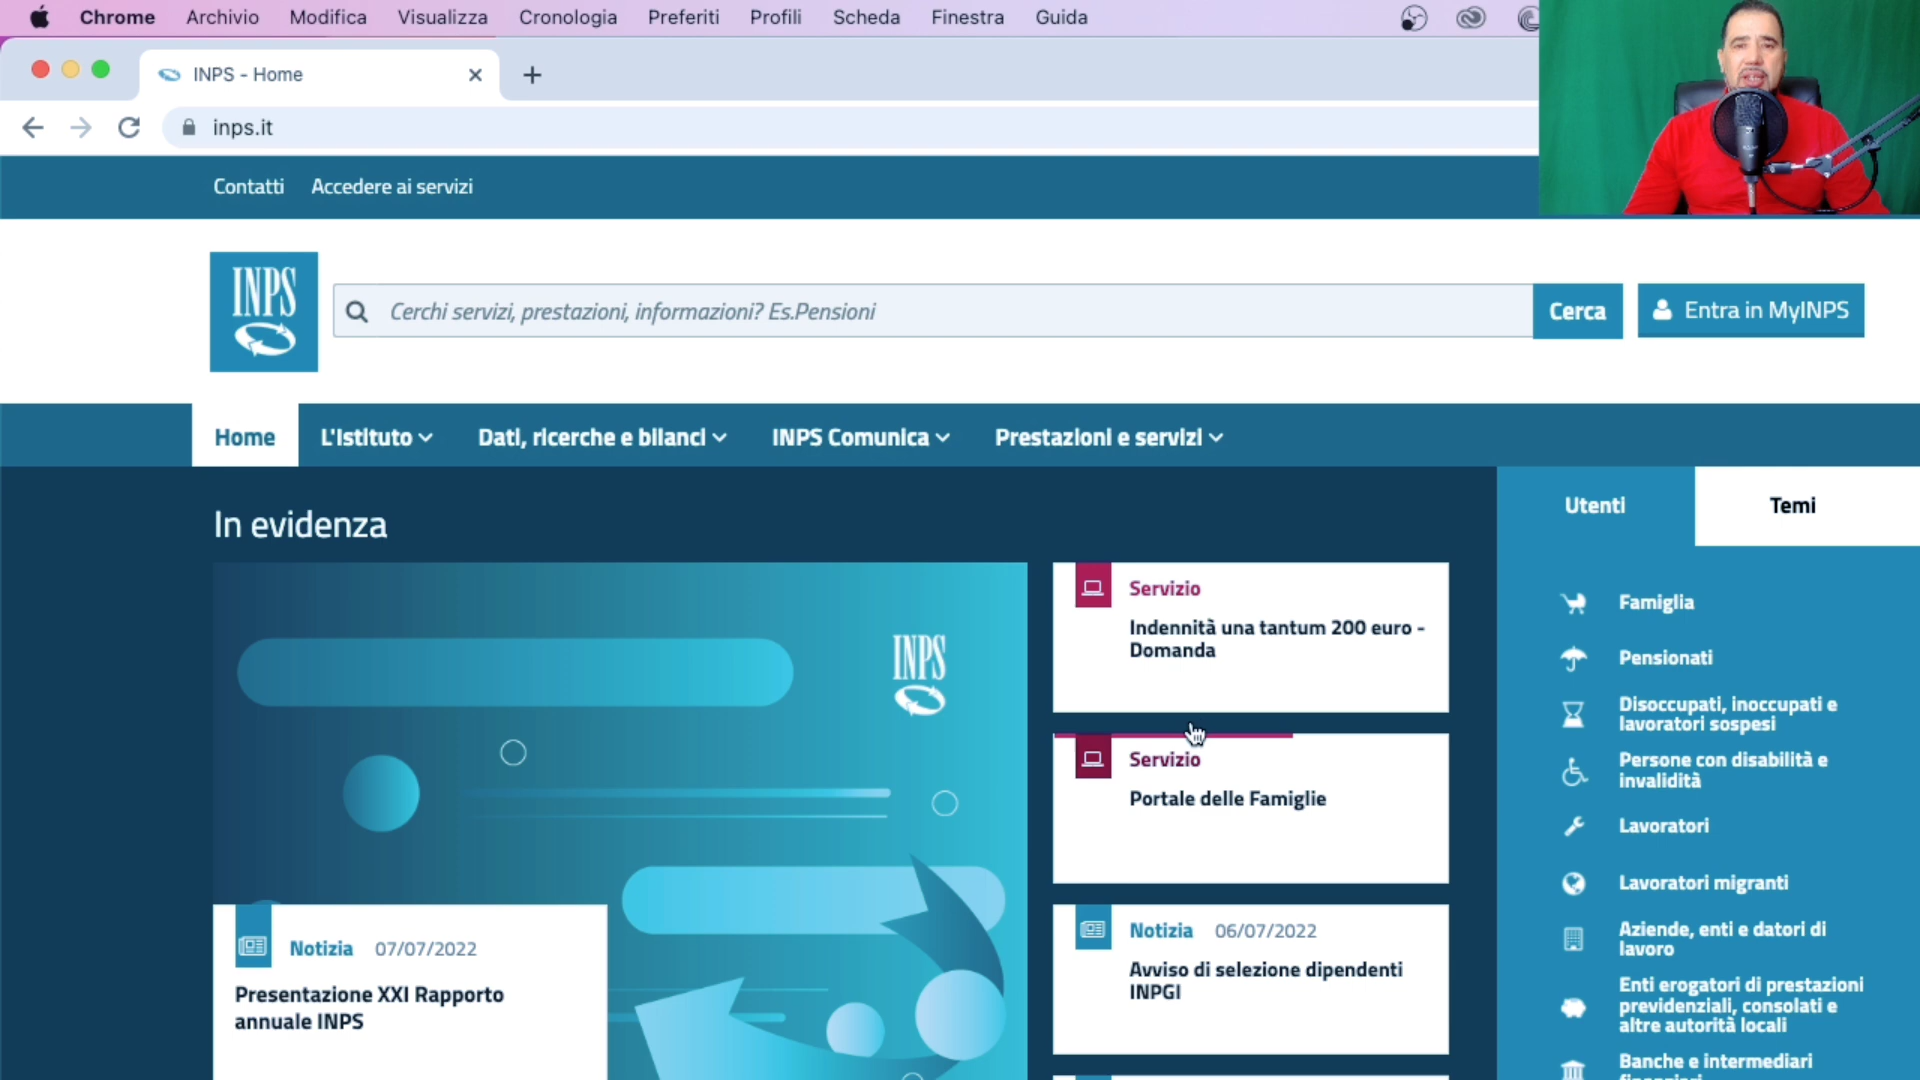 Chrome Archivio Modifica Visualizza Cronologia Preferiti Profili Scheda Finestra Guida
INPS - Home
inps.it
Contatti Accedere ai servizi
INPS
Cerchi servizi, prestazioni, informazioni? Es.Pensioni
Cerca
Entra in MyINPS
Home L'Istituto Dati, ricerche e bilanci INPS Comunica Prestazioni e servizi
In evidenza
INPS
Notizia 07/07/2022
Presentazione XXI Rapporto
annuale INPS
Servizio
Indennità una tantum 200 euro -
Domanda
Servizio
Portale delle Famiglie
Notizia 06/07/2022
Avviso di selezione dipendenti
INPGI
Utenti Temi
Famiglia
Pensionati
Disoccupati, inoccupati e
lavoratori sospesi
Persone con disabilità e
invalidità
Lavoratori
Lavoratori migranti
Aziende, enti e datori di
lavoro
Enti erogatori di prestazioni
previdenziali, consolati e
altre autorità locali
Banche e intermediari